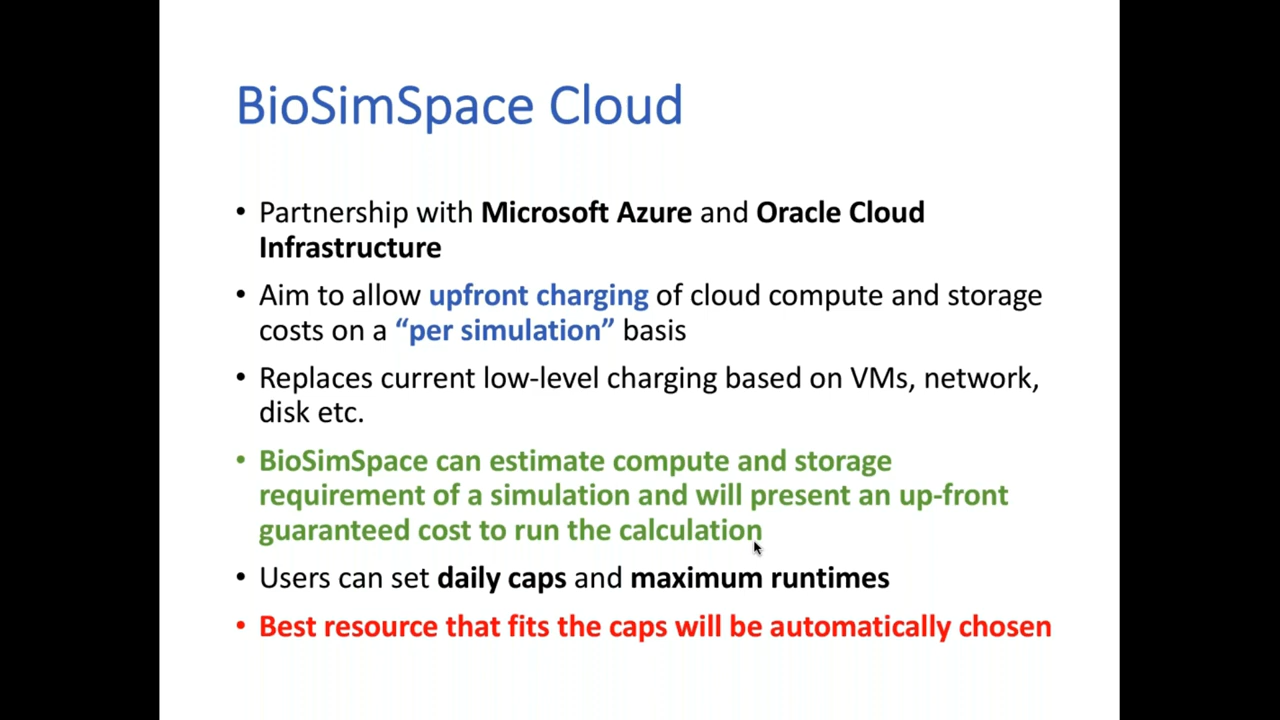 BioSimSpace Cloud
• Partnership with Microsoft Azure and Oracle Cloud
Infrastructure
• Aim to allow upfront charging of cloud compute and storage
costs on a “per simulation” basis
• Replaces current low-level charging based on VMs, network,
disk etc.
• BioSimSpace can estimate compute and storage
requirement of a simulation and will present an up-front
guaranteed cost to run the calculation
• Users can set daily caps and maximum runtimes
• Best resource that fits the caps will be automatically chosen